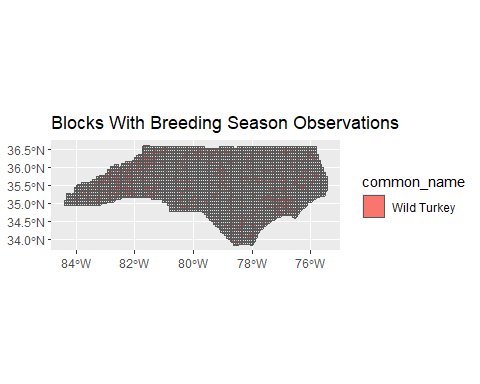 Blocks With Breeding Season Observations
36.5°N
36.0°N
35.5°N
35.0°N
34.5°N
34.0°N
84°W
82°W
80°W
78°W
76°W
common_name
Wild Turkey